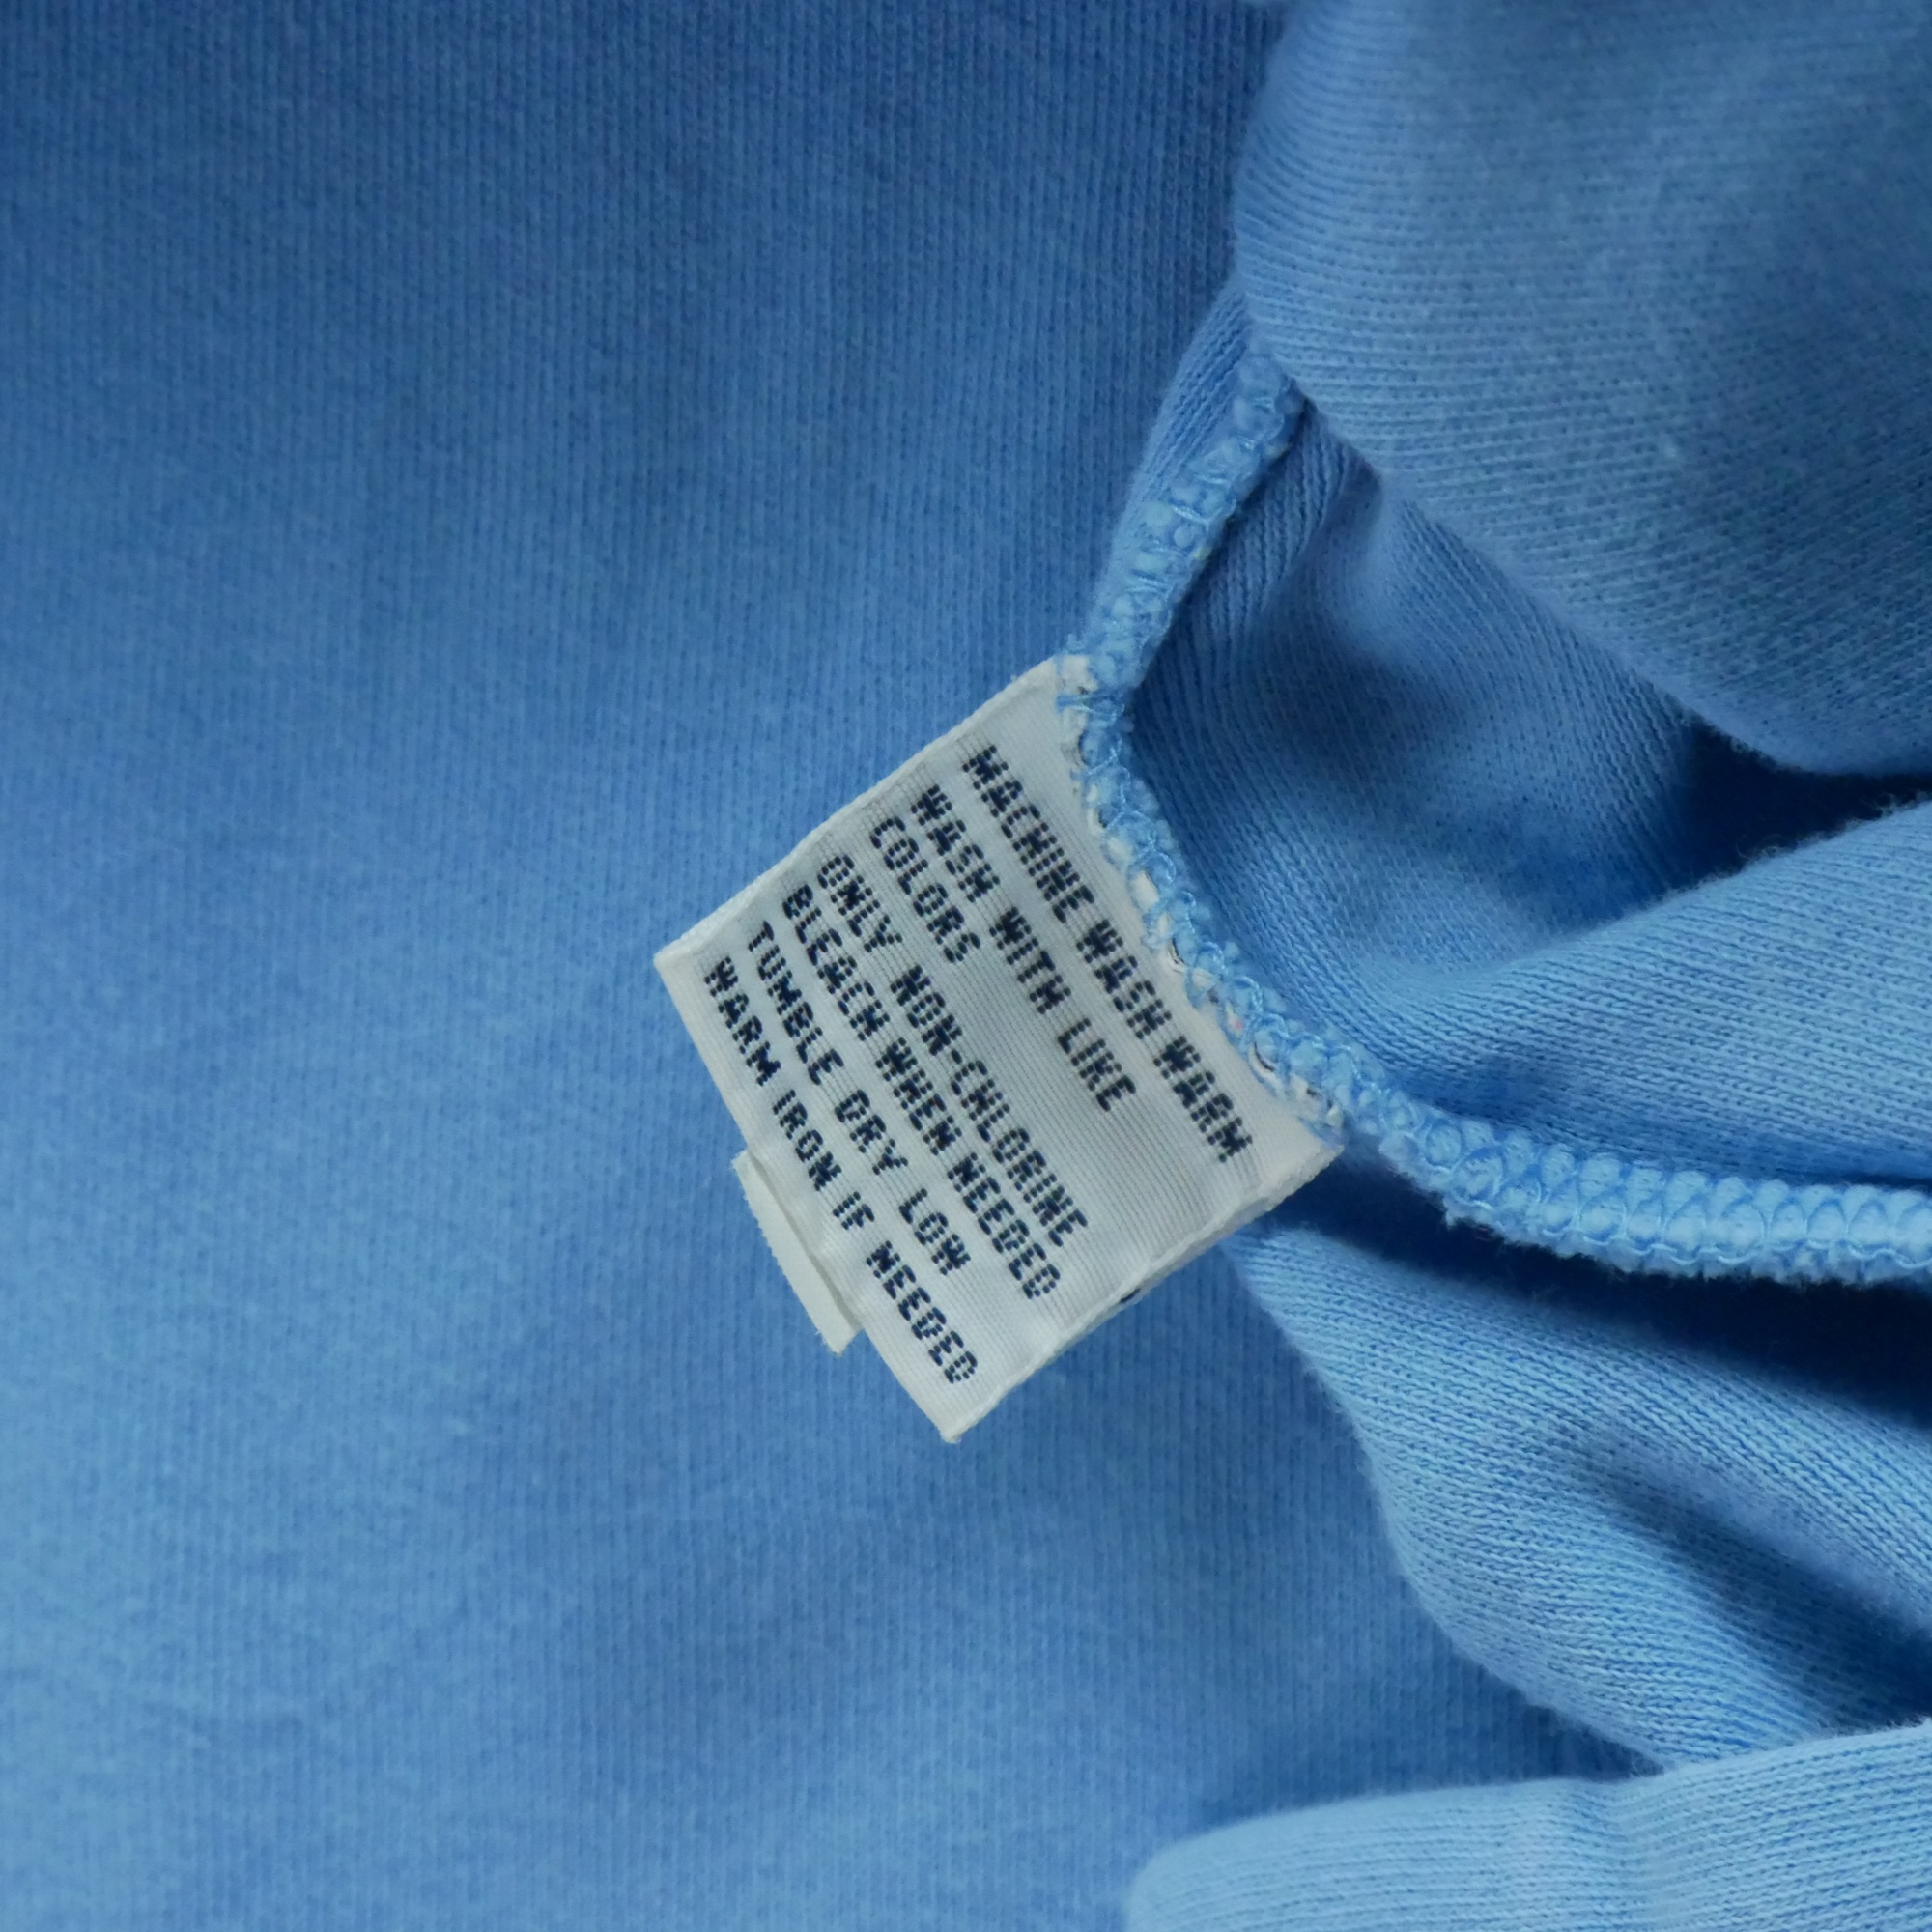 MACHINE WASH WARM
WASH WITH LIKE
COLORS
ONLY NON-CHLORINE
BLEACH WHEN NEEDED
TUMBLE DRY LOW
WARM IRON IF NEEDED